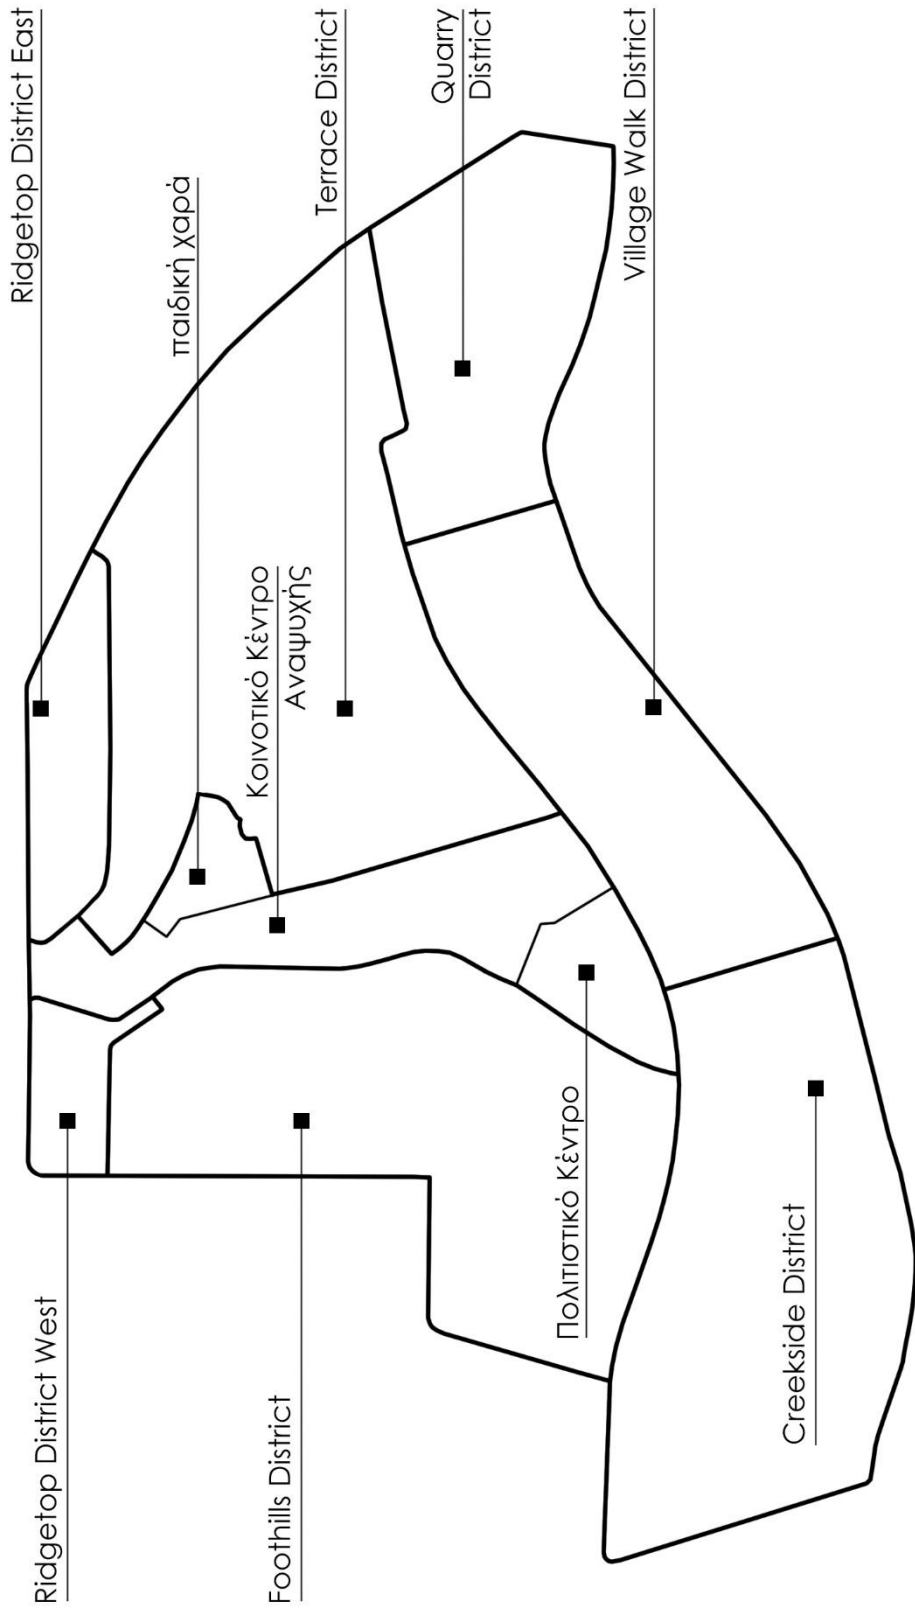 Ridgetop District West
Ridgetop District East
παιδική χαρά
Foothills District
Κοινοτικό Κέντρο
Αναψυχής
Terrace District
Quarry
District
Πολιτιστικό Κέντρο
Village Walk District
Creekside District